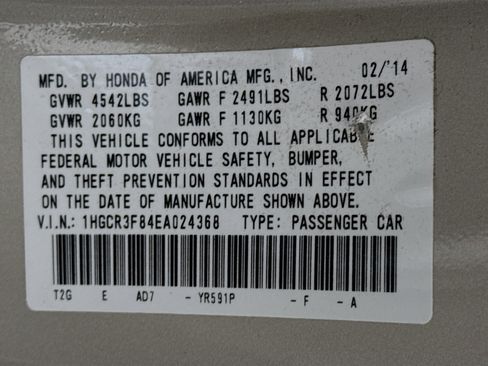 MFD. BY HONDA OF AMERICA MFG., INC. 02/'14
GVWR 4542LBS GAWR F 2491LBS R 2072LBS
GVWR 2060KG GAWR F 1130KG R 940KG
THIS VEHICLE CONFORMS TO ALL APPLICABLE
FEDERAL MOTOR VEHICLE SAFETY, BUMPER,
AND THEFT PREVENTION STANDARDS IN EFFECT
ON THE DATE OF MANUFACTURE SHOWN ABOVE.
V.I.N.: 1HGCR3F84EA024368 TYPE: PASSENGER CAR
T2G E AD7 - YR591P - F - A